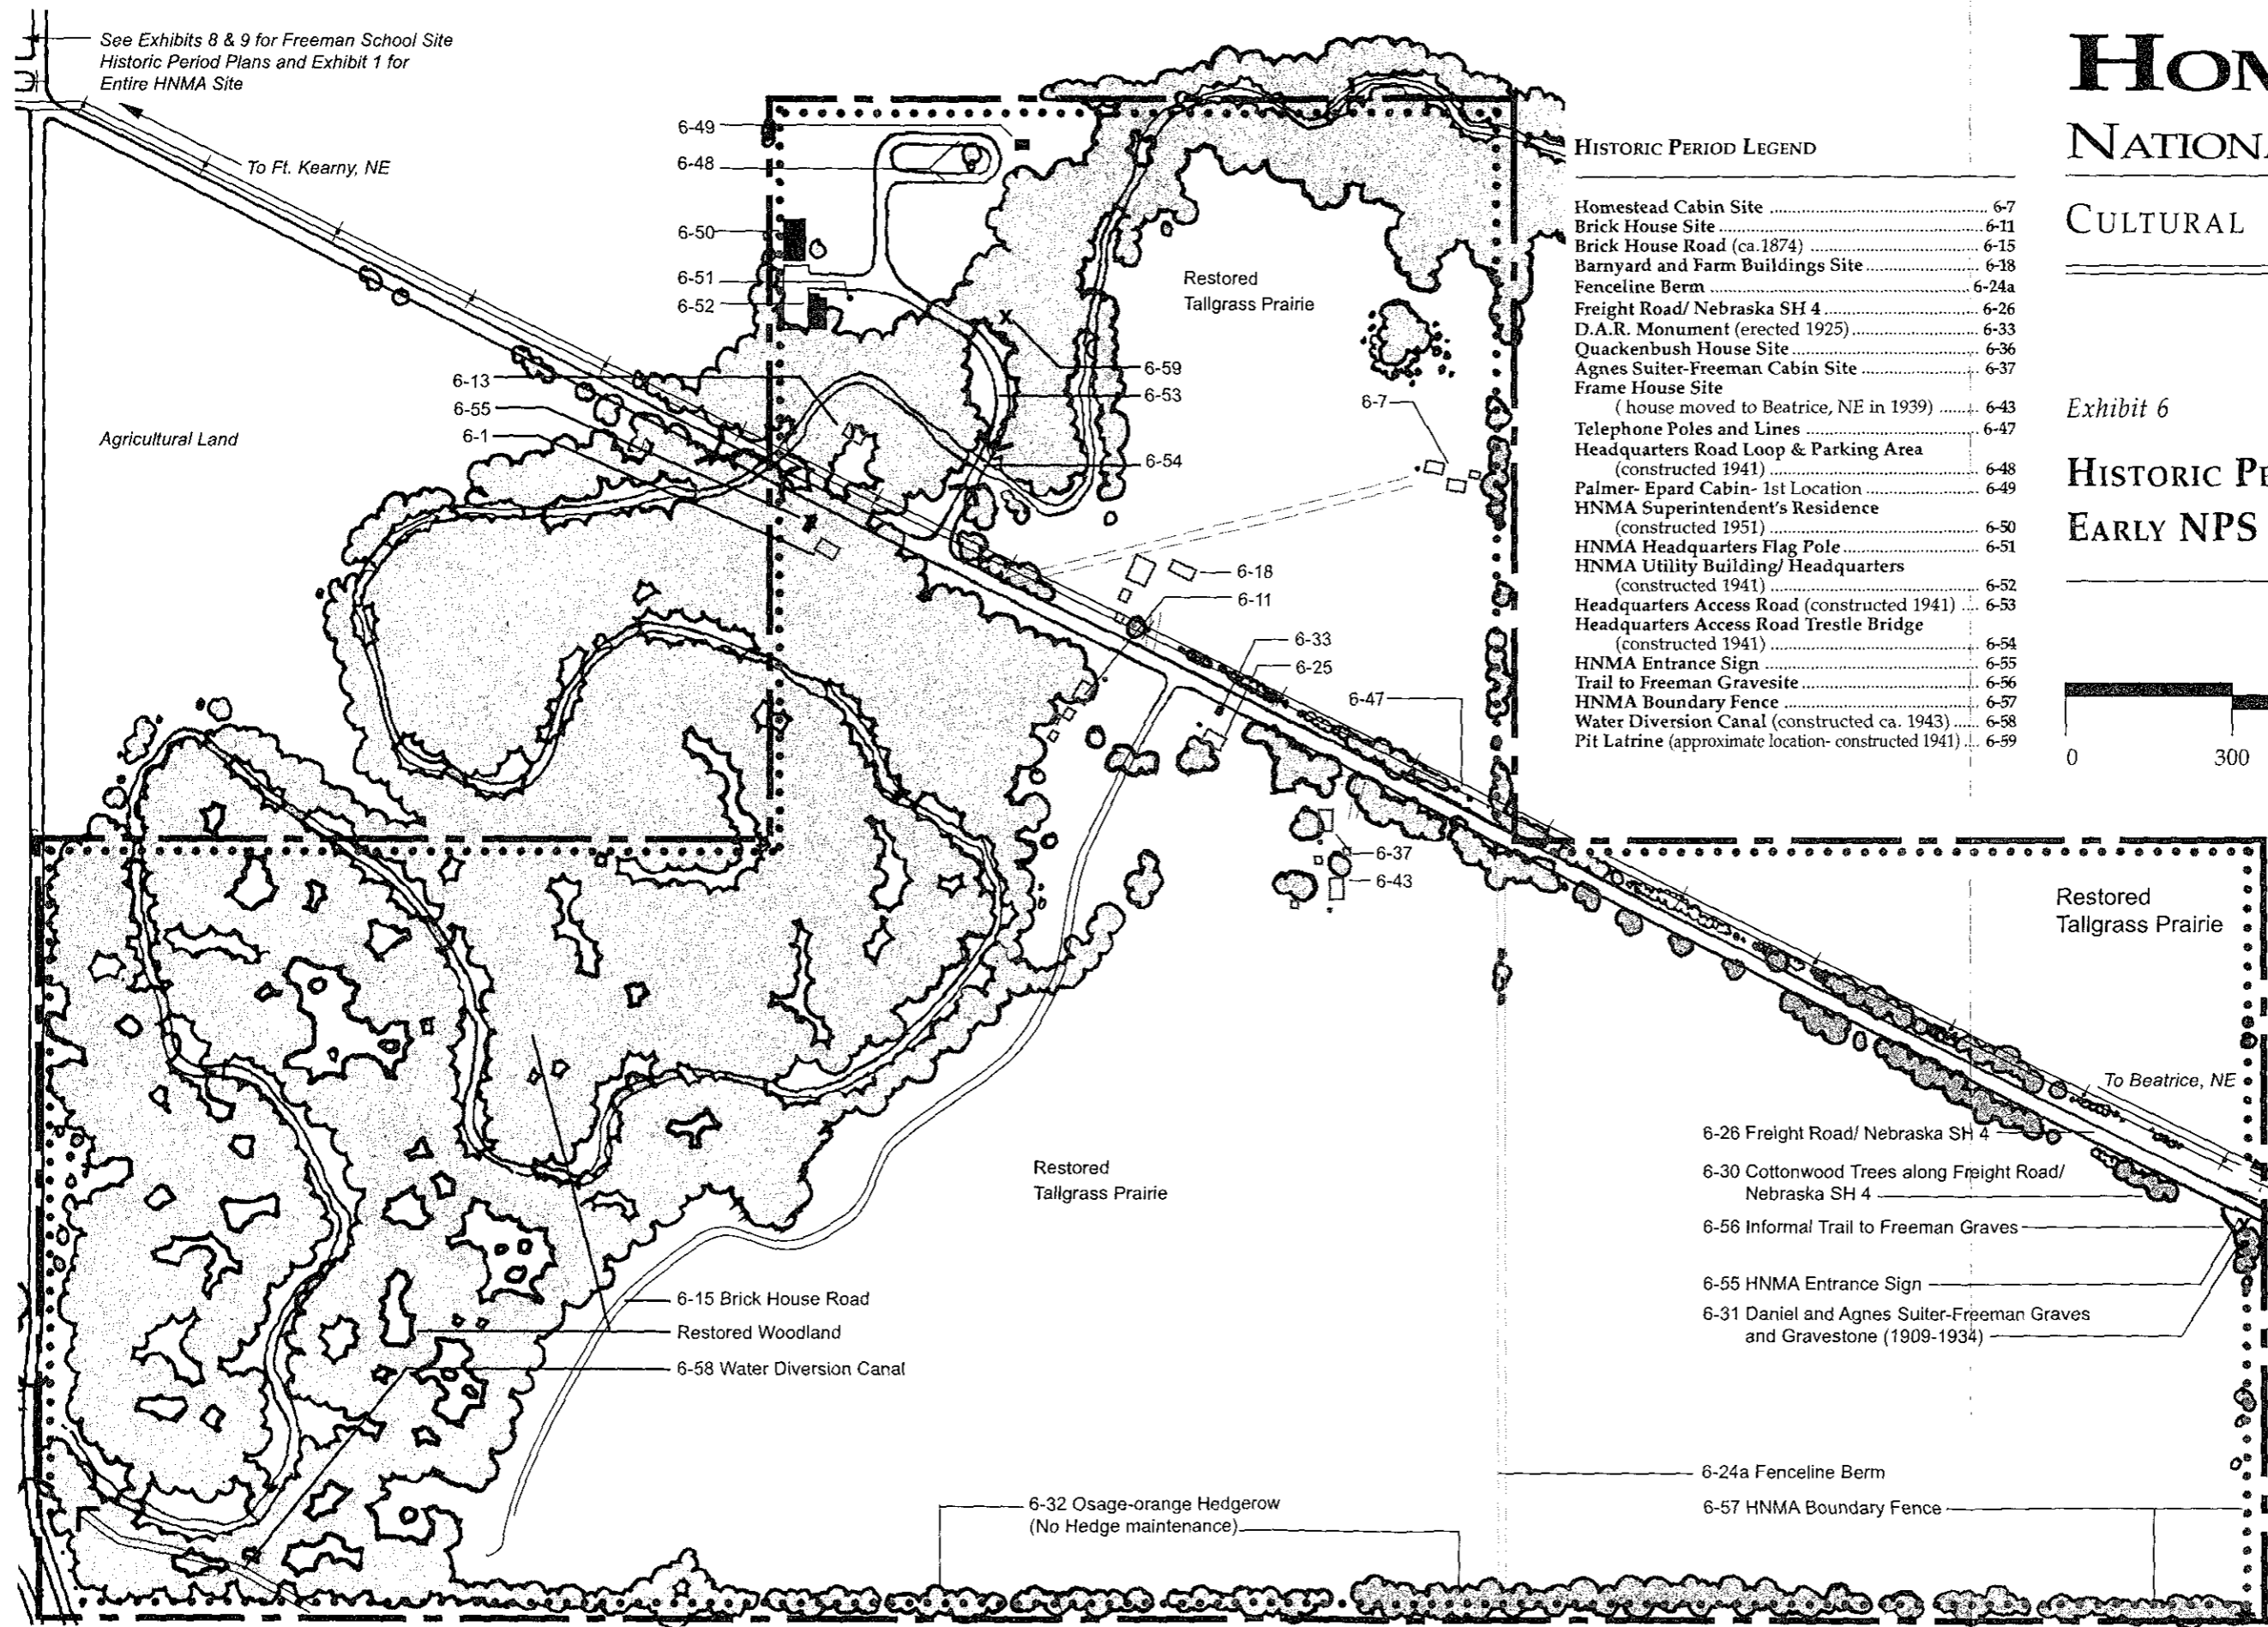 See Exhibits 8 & 9 for Freeman School Site
Historic Period Plans and Exhibit 1 for
Entire HNMA Site
To Ft. Kearny, NE
6-49
6-48
6-50
6-51
6-52
6-13
6-55
6-1
Agricultural Land
Restored
Tallgrass Prairie
6-59
6-53
6-7
6-54
6-18
6-11
6-33
6-25
6-47
6-37
6-43
HISTORIC PERIOD LEGEND
Homestead Cabin Site ........ 6-7
Brick House Site ........ 6-11
Brick House Road (ca.1874) ........ 6-15
Barnyard and Farm Buildings Site ........ 6-18
Fenceline Berm ........ 6-24a
Freight Road/ Nebraska SH 4 ........ 6-26
D.A.R. Monument (erected 1925) ........ 6-33
Quackenbush House Site ........ 6-36
Agnes Suiter-Freeman Cabin Site ........ 6-37
Frame House Site
( house moved to Beatrice, NE in 1939) ........ 6-43
Telephone Poles and Lines ........ 6-47
Headquarters Road Loop & Parking Area
(constructed 1941) ........ 6-48
Palmer- Epard Cabin- 1st Location ........ 6-49
HNMA Superintendent's Residence
(constructed 1951) ........ 6-50
HNMA Headquarters Flag Pole ........ 6-51
HNMA Utility Building/ Headquarters
(constructed 1941) ........ 6-52
Headquarters Access Road (constructed 1941) .... 6-53
Headquarters Access Road Trestle Bridge
(constructed 1941) ........ 6-54
HNMA Entrance Sign ........ 6-55
Trail to Freeman Gravesite ........ 6-56
HNMA Boundary Fence ........ 6-57
Water Diversion Canal (constructed ca. 1943) ...... 6-58
Pit Latrine (approximate location- constructed 1941) .... 6-59
HOM
NATIONA
CULTURAL
Exhibit 6
HISTORIC PE
EARLY NPS
0 300
Restored
Tallgrass Prairie
To Beatrice, NE
6-26 Freight Road/ Nebraska SH 4
6-30 Cottonwood Trees along Freight Road/
Nebraska SH 4
6-56 Informal Trail to Freeman Graves
6-55 HNMA Entrance Sign
6-31 Daniel and Agnes Suiter-Freeman Graves
and Gravestone (1909-1934)
Restored
Tallgrass Prairie
6-15 Brick House Road
Restored Woodland
6-58 Water Diversion Canal
6-24a Fenceline Berm
6-57 HNMA Boundary Fence
6-32 Osage-orange Hedgerow
(No Hedge maintenance)